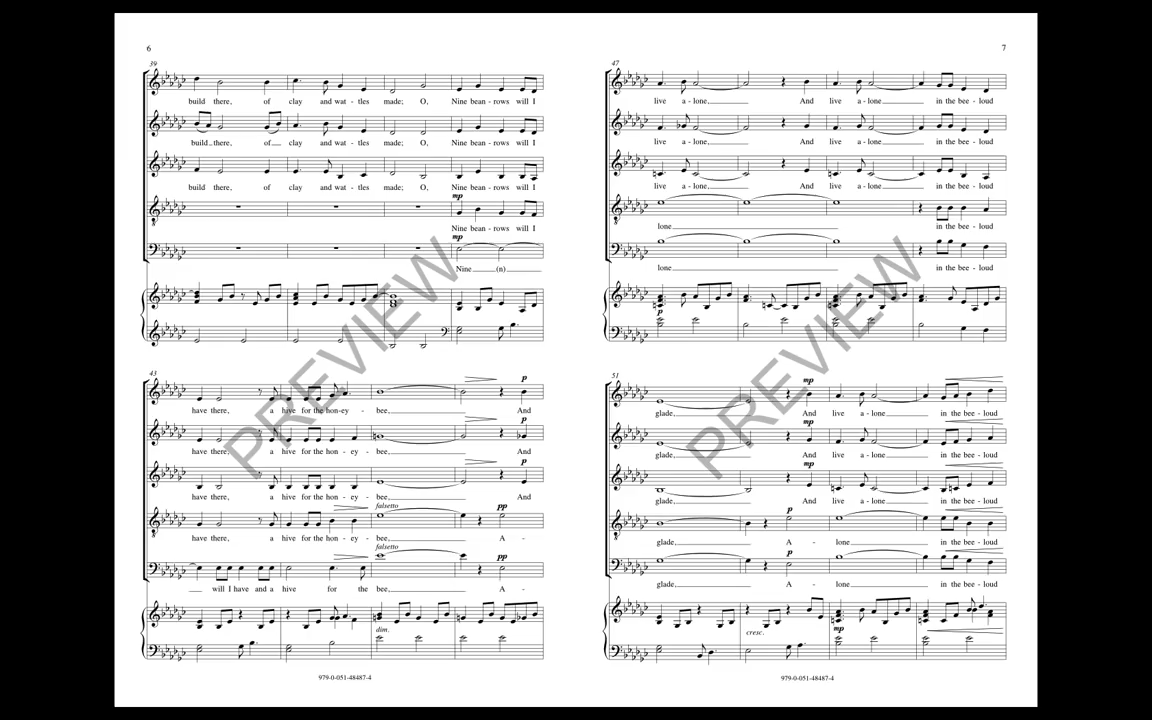 6
39
build there, of clay and wat - tles made; O, Nine bean - rows will I
build there, of clay and wat - tles made; O, Nine bean - rows will I
build there, of clay and wat - tles made; O, Nine bean - rows will I
mp
Nine bean - rows will I
mp
Nine (n)
43
p
have there, a hive for the hon-ey - bee, And
p
have there, a hive for the hon - ey - bee, And
p
have there, a hive for the hon - ey - bee, And
falsetto pp
have there, a hive for the hon - ey - bee, A -
falsetto pp
will I have and a hive for the bee, A -
dim.
979-0-051-48487-4
PREVIEW
7
47
live a - lone, And live a - lone in the bee - loud
live a - lone, And live a - lone in the bee - loud
live a - lone, And live a - lone in the bee - loud
lone in the bee - loud
lone in the bee - loud
p
51
mp
glade, And live a - lone in the bee - loud
mp
glade, And live a - lone in the bee - loud
mp
glade, And live a - lone in the bee - loud
p
glade, A - lone in the bee - loud
p
glade, A - lone in the bee - loud
cresc. mp
979-0-051-48487-4
PREVIEW